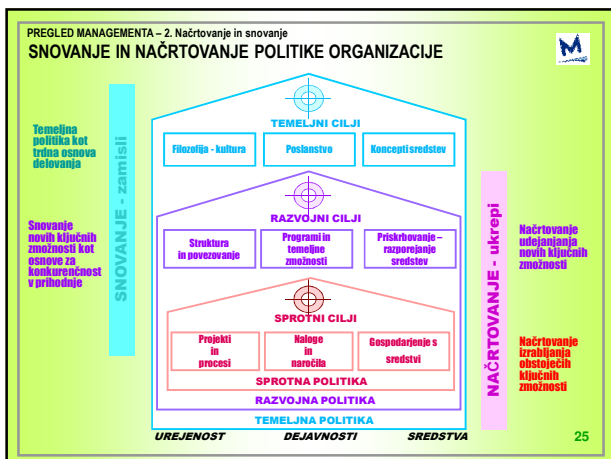 PREGLED MANAGEMENTA – 2. Načrtovanje in snovanje
SNOVANJE IN NAČRTOVANJE POLITIKE ORGANIZACIJE
M
Temeljna
politika kot
trdna osnova
delovanja
SNOVANJE - zamisli
TEMELJNI CILJI
Filozofija - kultura
Poslanstvo
Koncepti sredstev
Snovanje
novih ključnih
zmožnosti kot
osnove za
konkurenčnost
v prihodnje
RAZVOJNI CILJI
Struktura
in povezovanje
Programi in
temeljne
zmožnosti
Priskrbovanje –
razporejanje
sredstev
NAČRTOVANJE - ukrepi
Načrtovanje
udejanjanja
novih ključnih
zmožnosti
SPROTNI CILJI
Projekti
in
procesi
Naloge
in
naročila
Gospodarjenje s
sredstvi
Načrtovanje
izrabljanja
obstoječih
ključnih
zmožnosti
SPROTNA POLITIKA
RAZVOJNA POLITIKA
TEMELJNA POLITIKA
UREJENOST
DEJAVNOSTI
SREDSTVA
25